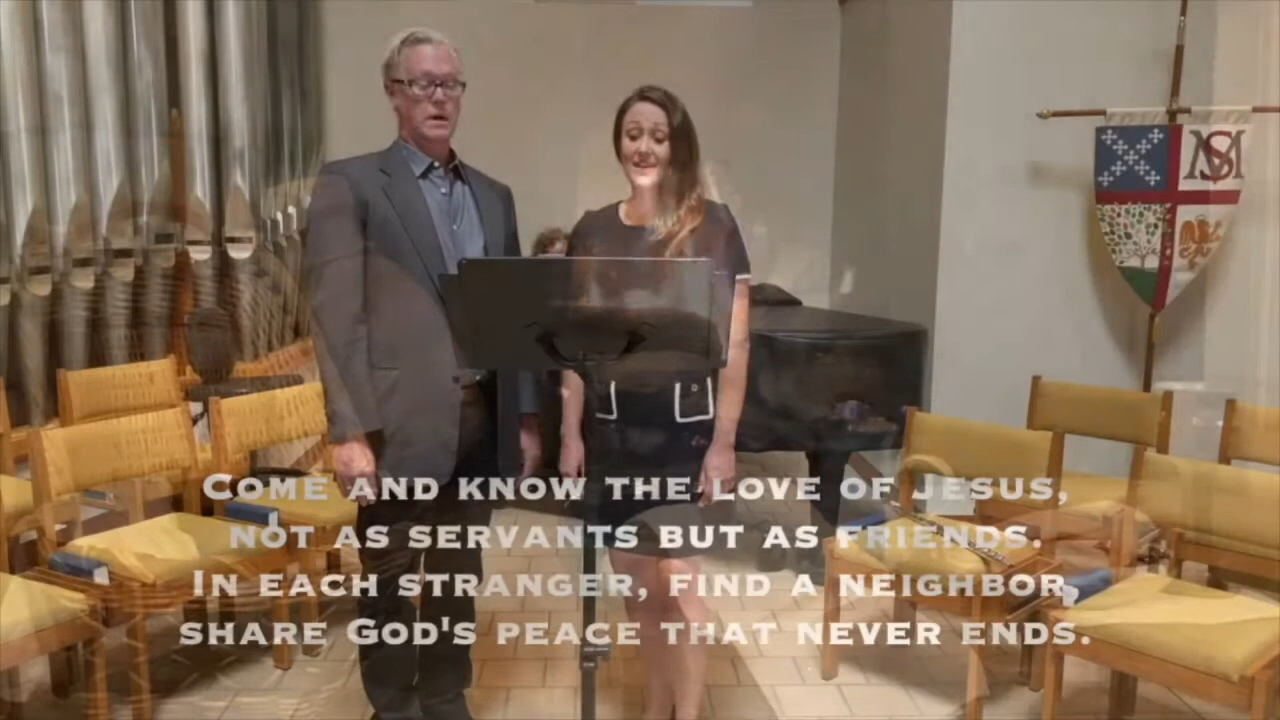 Come and know the love of Jesus,
not as servants but as friends.
In each stranger, find a neighbor,
share God's peace that never ends.